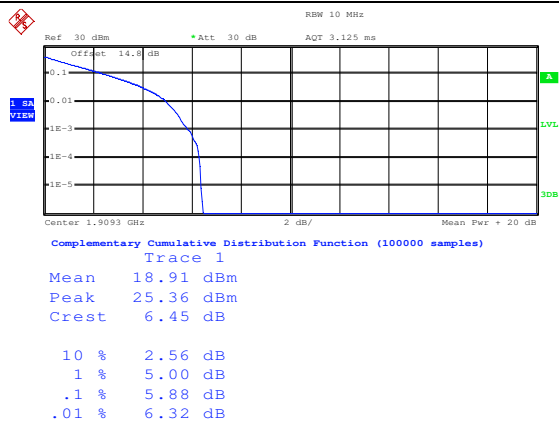 RBW 10 MHz
Ref 30 dBm *Att 30 dB AQT 3.125 ms
Offset 14.8 dB
0.1
A
0.01
1 SA
VIEW
1E-3
LVL
1E-4
1E-5
3DB
Center 1.9093 GHz 2 dB/ Mean Pwr + 20 dB
Complementary Cumulative Distribution Function (100000 samples)
Trace 1
Mean 18.91 dBm
Peak 25.36 dBm
Crest 6.45 dB
10 % 2.56 dB
1 % 5.00 dB
.1 % 5.88 dB
.01 % 6.32 dB